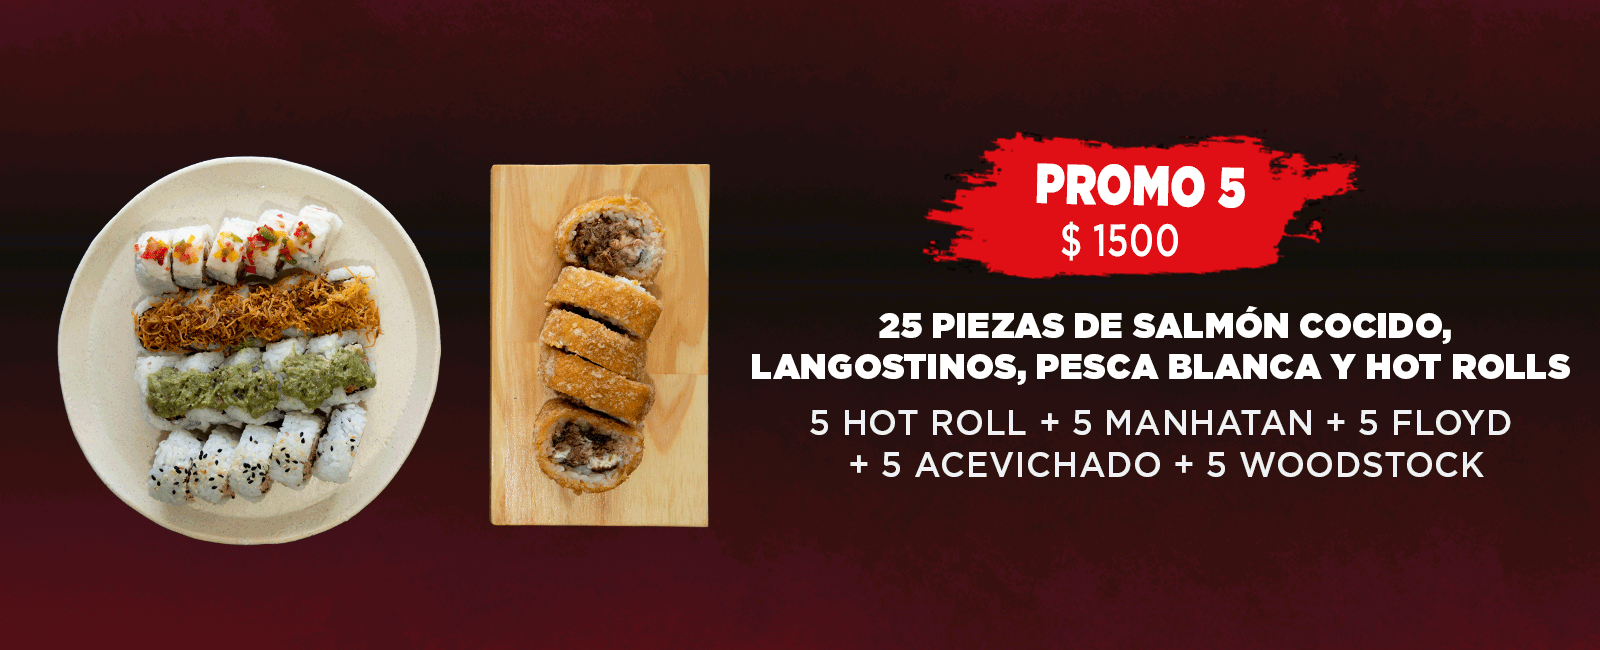 PROMO 5
$ 1500
25 PIEZAS DE SALMÓN COCIDO,
LANGOSTINOS, PESCA BLANCA Y HOT ROLLS
5 HOT ROLL + 5 MANHATAN + 5 FLOYD
+ 5 ACEVICHADO + 5 WOODSTOCK